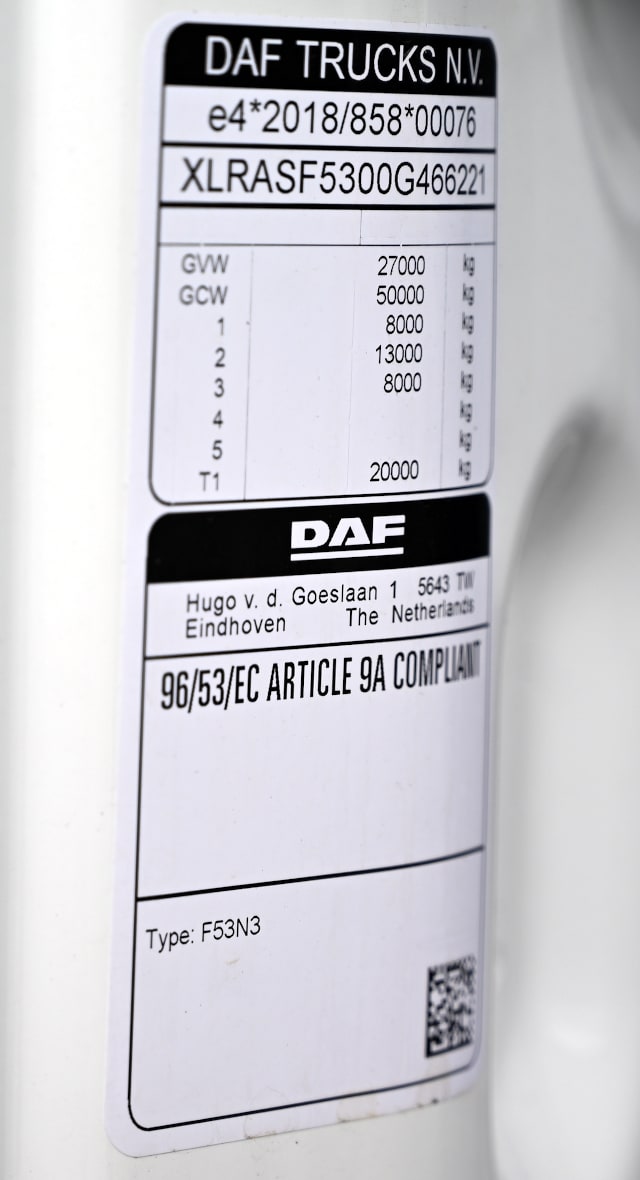 DAF TRUCKS N.V.
e4*2018/858*00076
XLRASF5300G466221
GVW 27000 kg
GCW 50000 kg
1 8000 kg
2 13000 kg
3 8000 kg
4 kg
5 kg
T1 20000 kg
DAF
Hugo v. d. Goeslaan 1 5643 TW
Eindhoven The Netherlands
96/53/EC ARTICLE 9A COMPLIANT
Type: F53N3